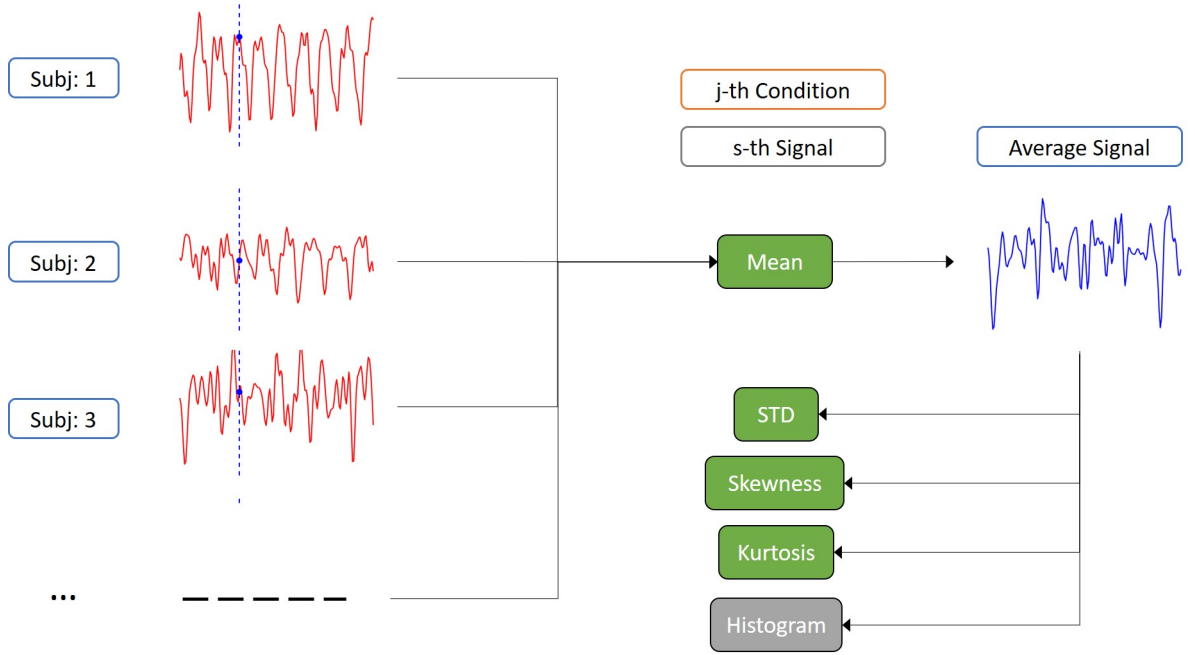 Subj: 1
j-th Condition
s-th Signal
Average Signal
Subj: 2
Mean
Subj: 3
STD
Skewness
Kurtosis
...
Histogram